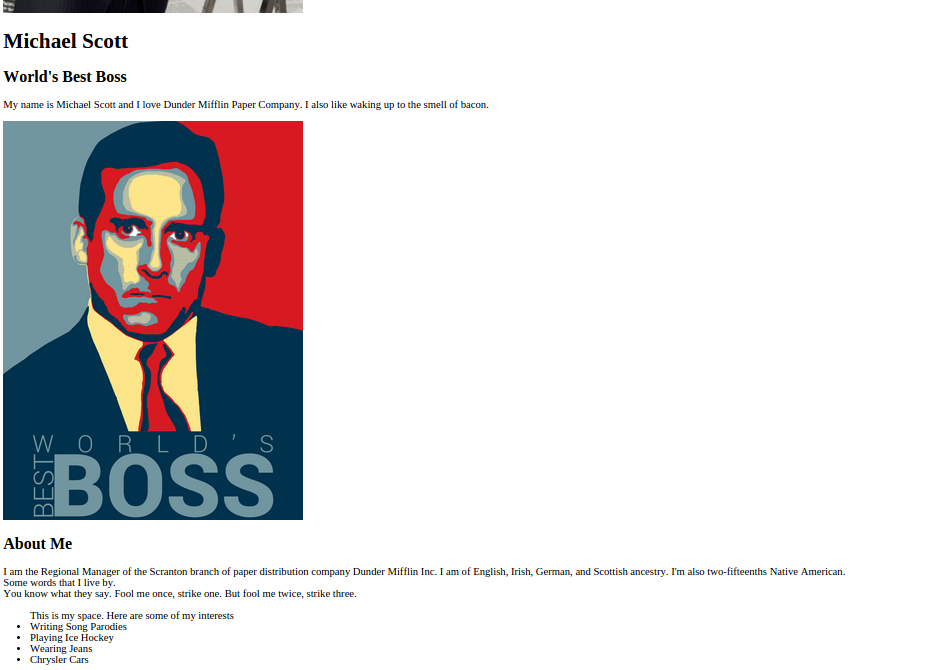 Michael Scott
World's Best Boss
My name is Michael Scott and I love Dunder Mifflin Paper Company. I also like waking up to the smell of bacon.
WORLD'S
BEST BOSS
About Me
I am the Regional Manager of the Scranton branch of paper distribution company Dunder Mifflin Inc. I am of English, Irish, German, and Scottish ancestry. I'm also two-fifteenths Native American.
Some words that I live by.
You know what they say. Fool me once, strike one. But fool me twice, strike three.
This is my space. Here are some of my interests
• Writing Song Parodies
• Playing Ice Hockey
• Wearing Jeans
• Chrysler Cars